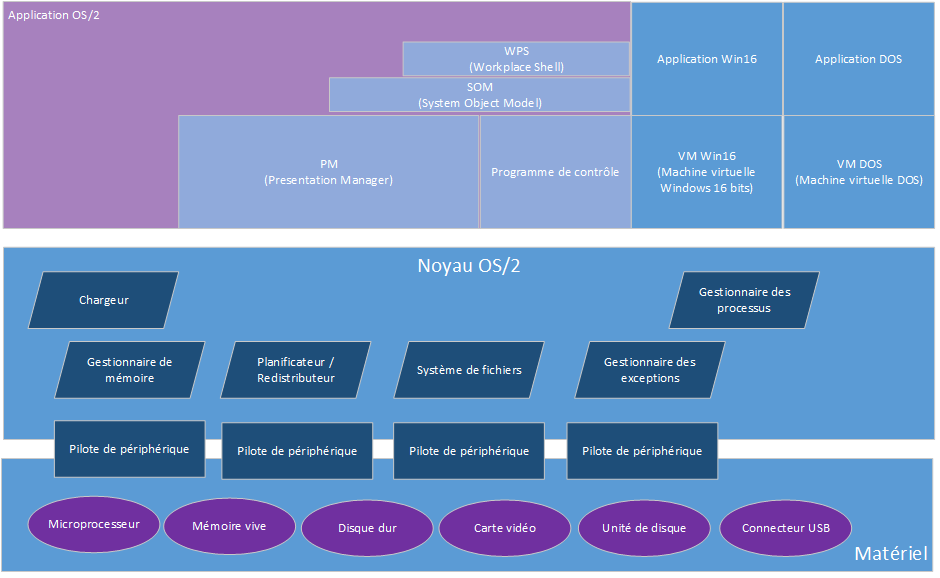 Application OS/2
WPS
(Workplace Shell)
SOM
(System Object Model)
Application Win16
Application DOS
PM
(Presentation Manager)
Programme de contrôle
VM Win16
(Machine virtuelle
Windows 16 bits)
VM DOS
(Machine virtuelle DOS)
Noyau OS/2
Chargeur
Gestionnaire des
processus
Gestionnaire de
mémoire
Planificateur /
Redistributeur
Système de fichiers
Gestionnaire des
exceptions
Pilote de périphérique
Pilote de périphérique
Pilote de périphérique
Pilote de périphérique
Microprocesseur
Mémoire vive
Disque dur
Carte vidéo
Unité de disque
Connecteur USB
Matériel